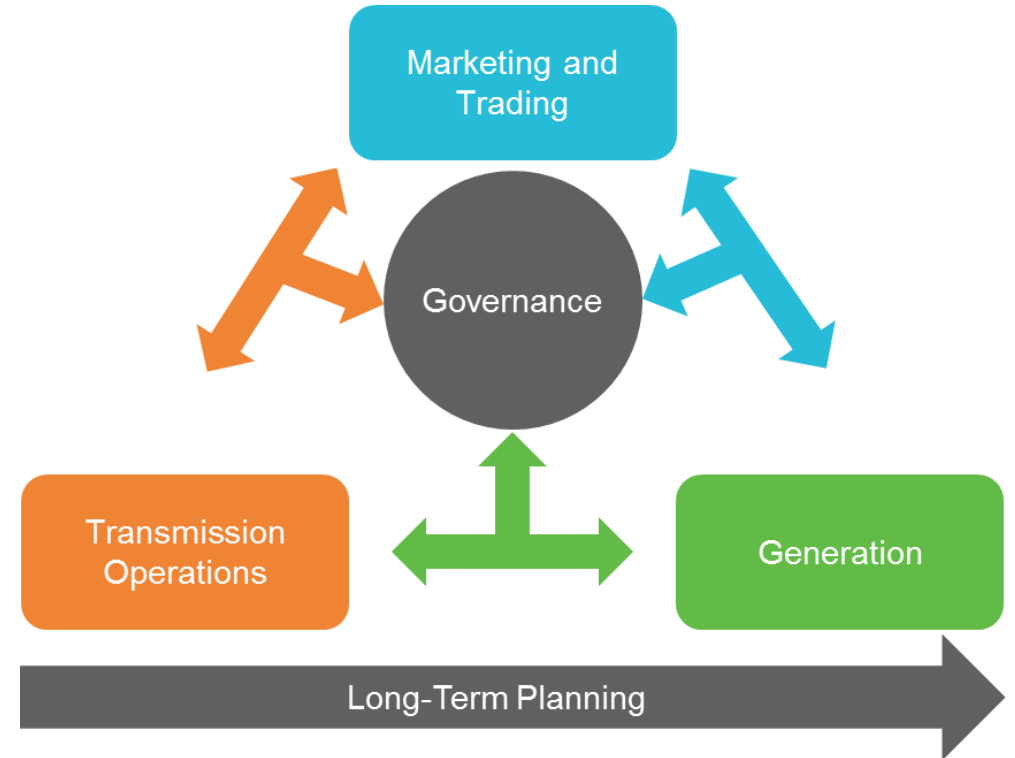 Marketing and
Trading
Governance
Transmission
Operations
Generation
Long-Term Planning